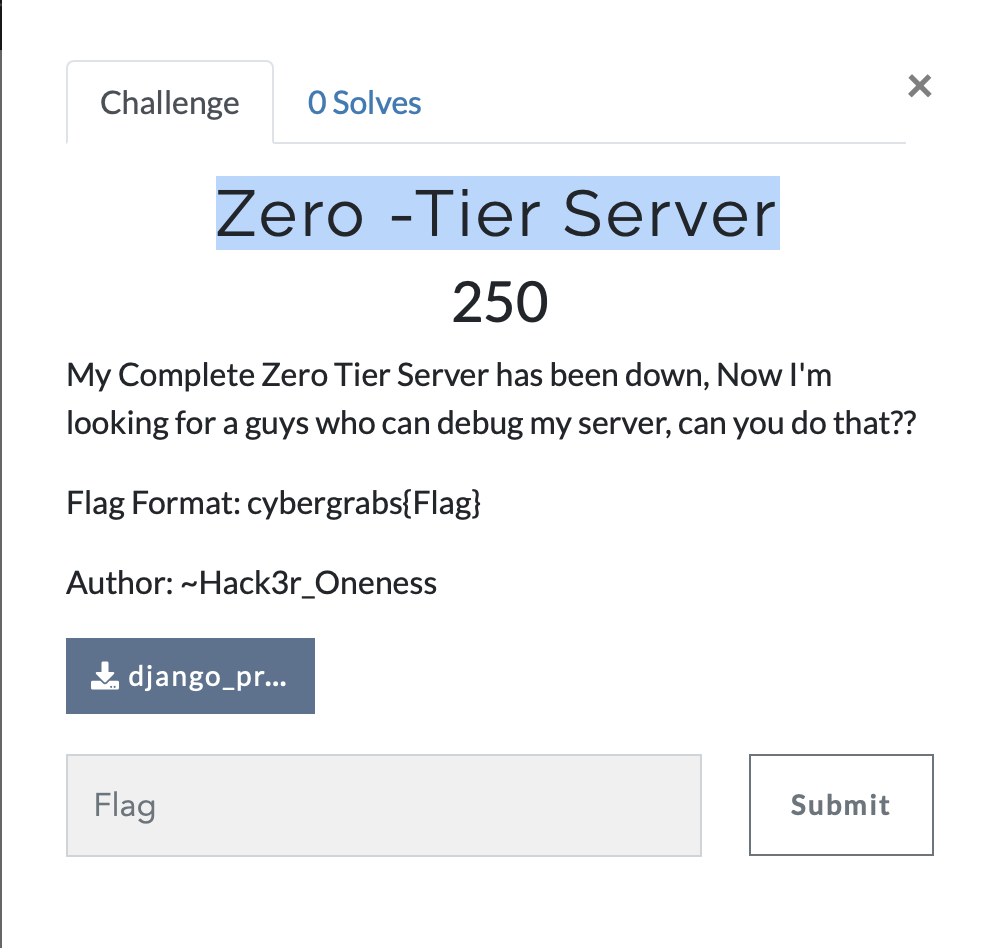 Challenge
0 Solves
×
Zero -Tier Server
250
My Complete Zero Tier Server has been down, Now I'm
looking for a guys who can debug my server, can you do that??
Flag Format: cybergrabs{Flag}
Author: ~Hack3r_Oneness
django_pr...
Flag
Submit